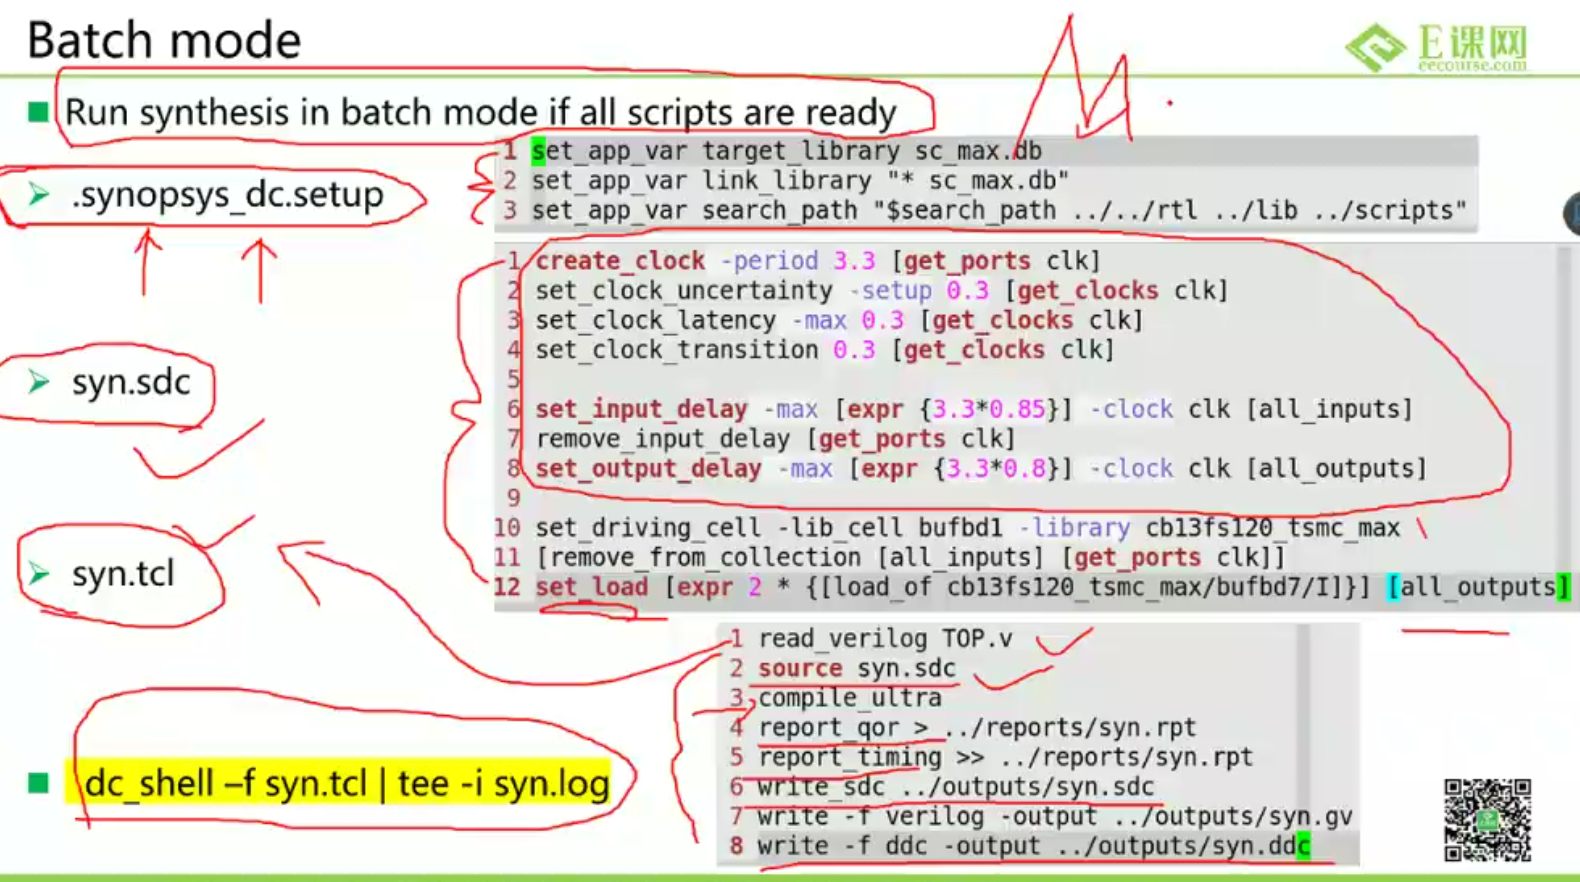 Batch mode
E课网
eecourse.com
Run synthesis in batch mode if all scripts are ready
.synopsys_dc.setup
1 set_app_var target_library sc_max.db
2 set_app_var link_library "* sc_max.db"
3 set_app_var search_path "$search_path ../../rtl ../lib ../scripts"
syn.sdc
1 create_clock -period 3.3 [get_ports clk]
2 set_clock_uncertainty -setup 0.3 [get_clocks clk]
3 set_clock_latency -max 0.3 [get_clocks clk]
4 set_clock_transition 0.3 [get_clocks clk]
5
6 set_input_delay -max [expr {3.3*0.85}] -clock clk [all_inputs]
7 remove_input_delay [get_ports clk]
8 set_output_delay -max [expr {3.3*0.8}] -clock clk [all_outputs]
9
10 set_driving_cell -lib_cell bufbd1 -library cb13fs120_tsmc_max \
11 [remove_from_collection [all_inputs] [get_ports clk]]
12 set_load [expr 2 * {[load_of cb13fs120_tsmc_max/bufbd7/I]}] [all_outputs]
syn.tcl
1 read_verilog TOP.v
2 source syn.sdc
3 compile_ultra
4 report_qor > ../reports/syn.rpt
5 report_timing >> ../reports/syn.rpt
6 write_sdc ../outputs/syn.sdc
7 write -f verilog -output ../outputs/syn.gv
8 write -f ddc -output ../outputs/syn.ddc
dc_shell –f syn.tcl | tee -i syn.log